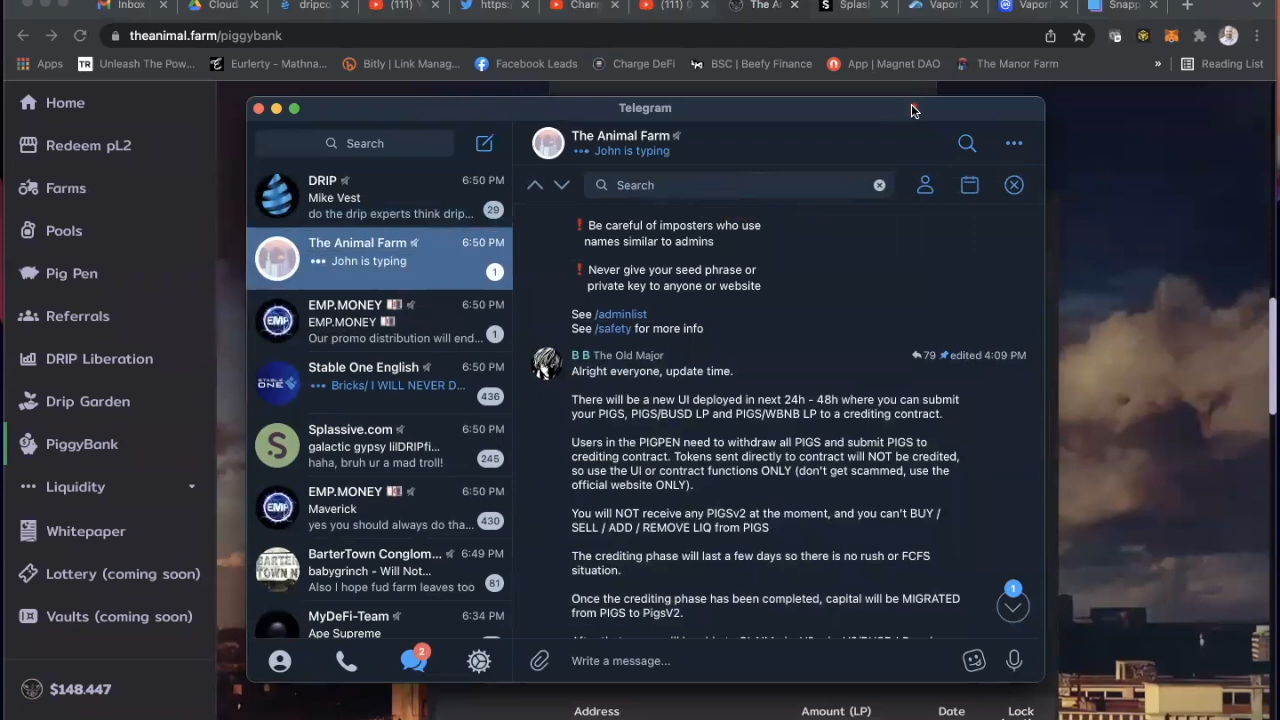 Inbox
Cloud
dripco
(111) Y
https:/
Chann
(111) 0
The A
Splas
Vapor
Vapor
Snapp
theanimal.farm/piggybank
Apps
TR Unleash The Pow...
Eurlerty - Mathna...
Bitly | Link Manag...
Facebook Leads
Charge DeFi
BSC | Beefy Finance
App | Magnet DAO
The Manor Farm
»
Reading List
Home
Redeem pL2
Farms
Pools
Pig Pen
Referrals
DRIP Liberation
Drip Garden
PiggyBank
Liquidity
Whitepaper
Lottery (coming soon)
Vaults (coming soon)
$148.447
Telegram
Search
DRIP 6:50 PM
Mike Vest
do the drip experts think drip... 29
The Animal Farm 6:50 PM
John is typing
1
EMP.MONEY 6:50 PM
EMP.MONEY
Our promo distribution will end... 1
Stable One English 6:50 PM
Bricks/ I WILL NEVER D...
436
Splassive.com 6:50 PM
galactic gypsy lilDRIPfi...
haha, bruh ur a mad troll! 245
EMP.MONEY 6:50 PM
Maverick
yes you should always do tha... 430
BarterTown Conglom... 6:49 PM
babygrinch - Will Not...
Also I hope fud farm leaves too 81
MyDeFi-Team 6:34 PM
Ape Supreme
2
The Animal Farm
John is typing
Search
❗ Be careful of imposters who use
names similar to admins
❗ Never give your seed phrase or
private key to anyone or website
See /adminlist
See /safety for more info
B B The Old Major 79 edited 4:09 PM
Alright everyone, update time.
There will be a new UI deployed in next 24h - 48h where you can submit
your PIGS, PIGS/BUSD LP and PIGS/WBNB LP to a crediting contract.
Users in the PIGPEN need to withdraw all PIGS and submit PIGS to
crediting contract. Tokens sent directly to contract will NOT be credited,
so use the UI or contract functions ONLY (don't get scammed, use the
official website ONLY).
You will NOT receive any PIGSv2 at the moment, and you can't BUY /
SELL / ADD / REMOVE LIQ from PIGS
The crediting phase will last a few days so there is no rush or FCFS
situation.
Once the crediting phase has been completed, capital will be MIGRATED
from PIGS to PigsV2.
1
Write a message...
Address
Amount (LP)
Date
Lock